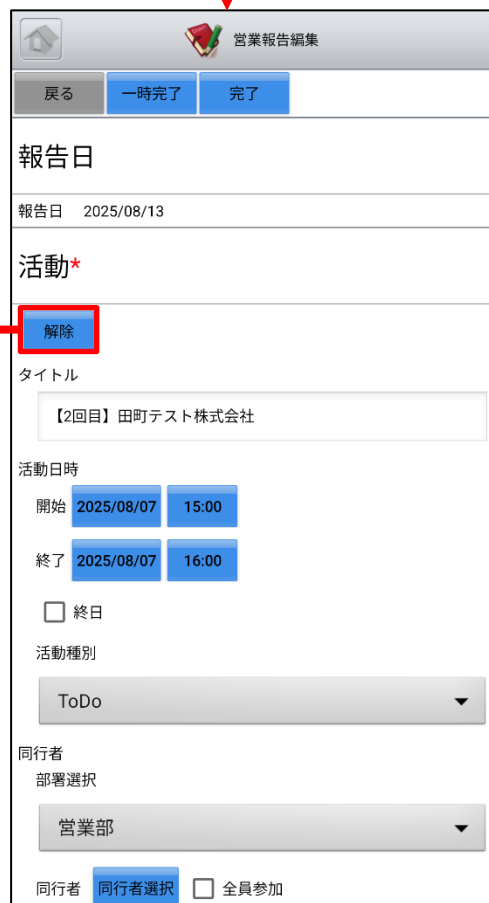 営業報告編集
戻る 一時完了 完了
報告日
報告日 2025/08/13
活動*
解除
タイトル
【2回目】田町テスト株式会社
活動日時
開始 2025/08/07 15:00
終了 2025/08/07 16:00
終日
活動種別
ToDo
同行者
部署選択
営業部
同行者 同行者選択 全員参加